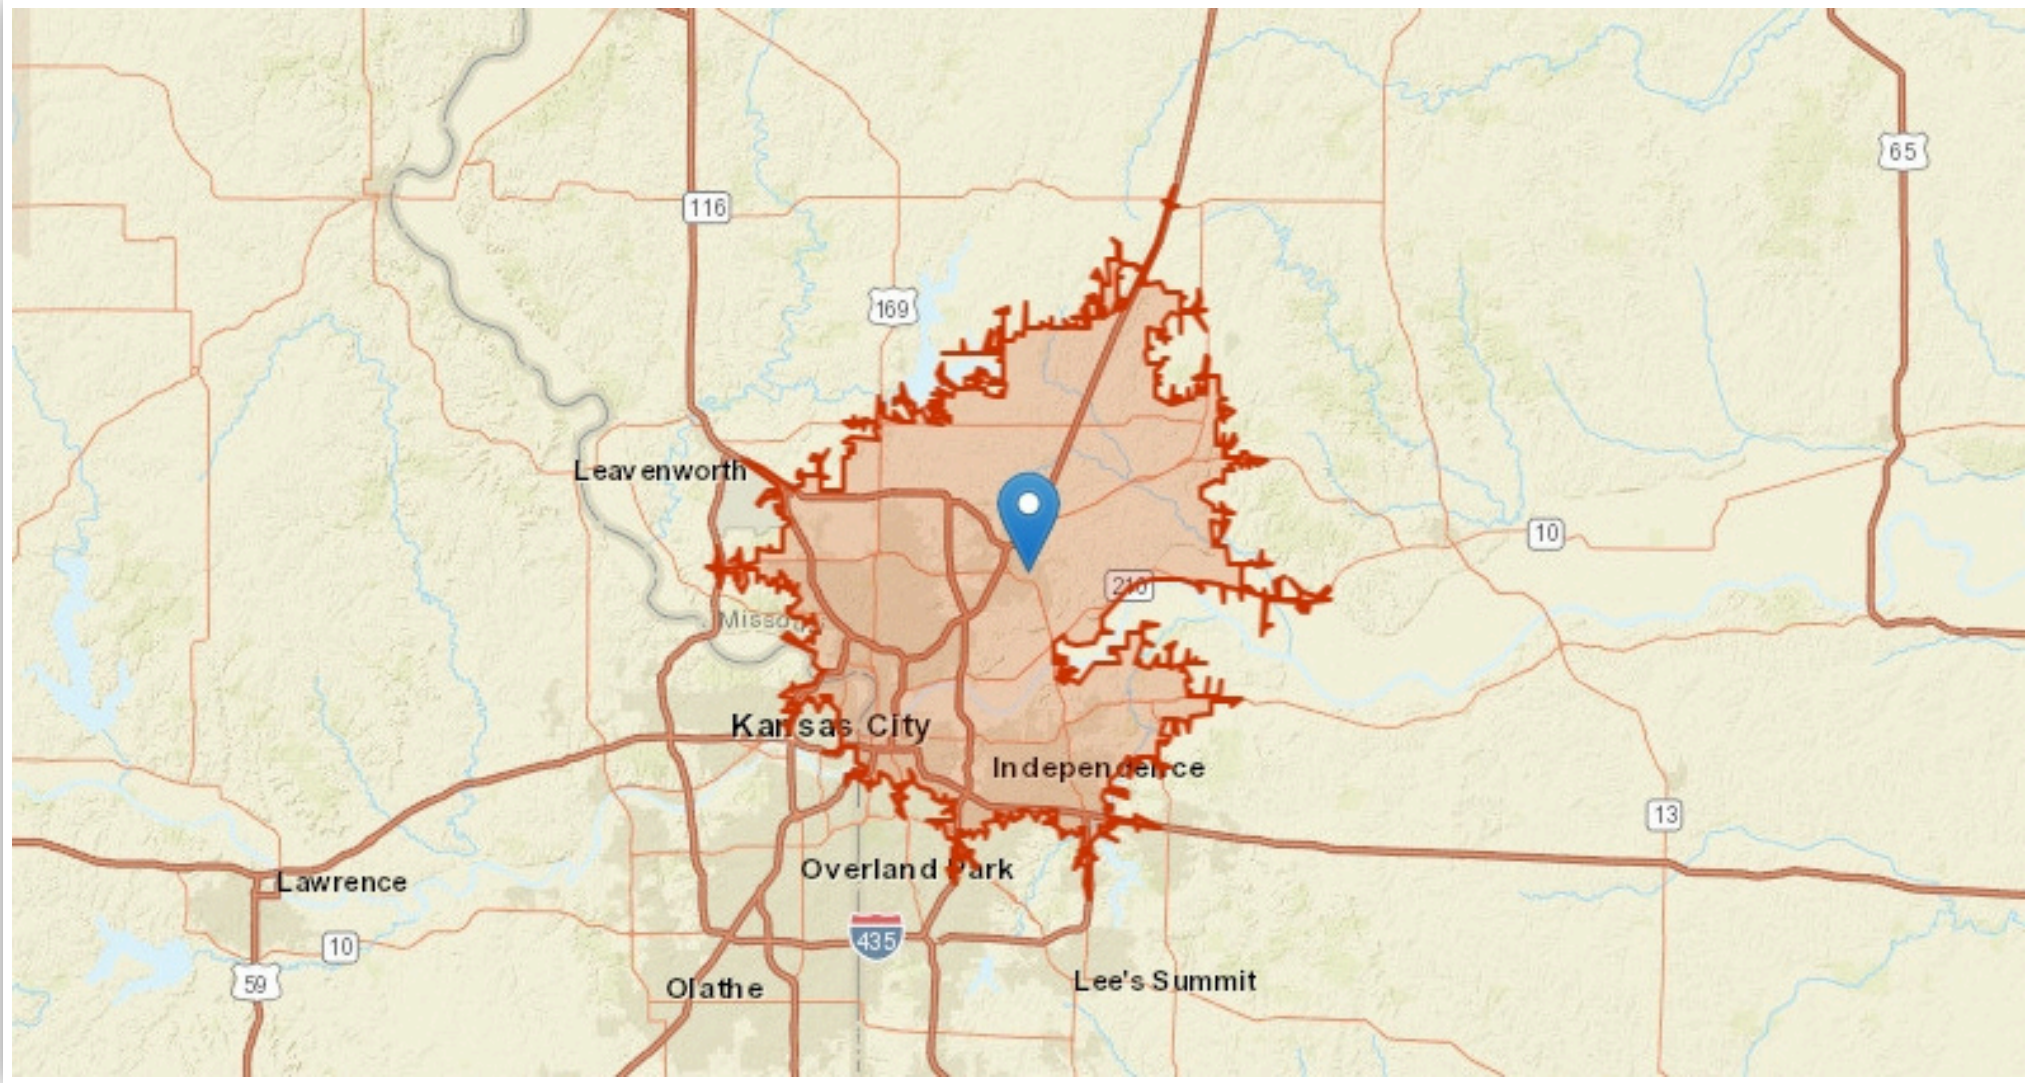 65
116
169
Leavenworth
10
210
Misso
Kansas City
Independence
13
Overland Park
Lawrence
435
10
59
Olathe
Lee's Summit